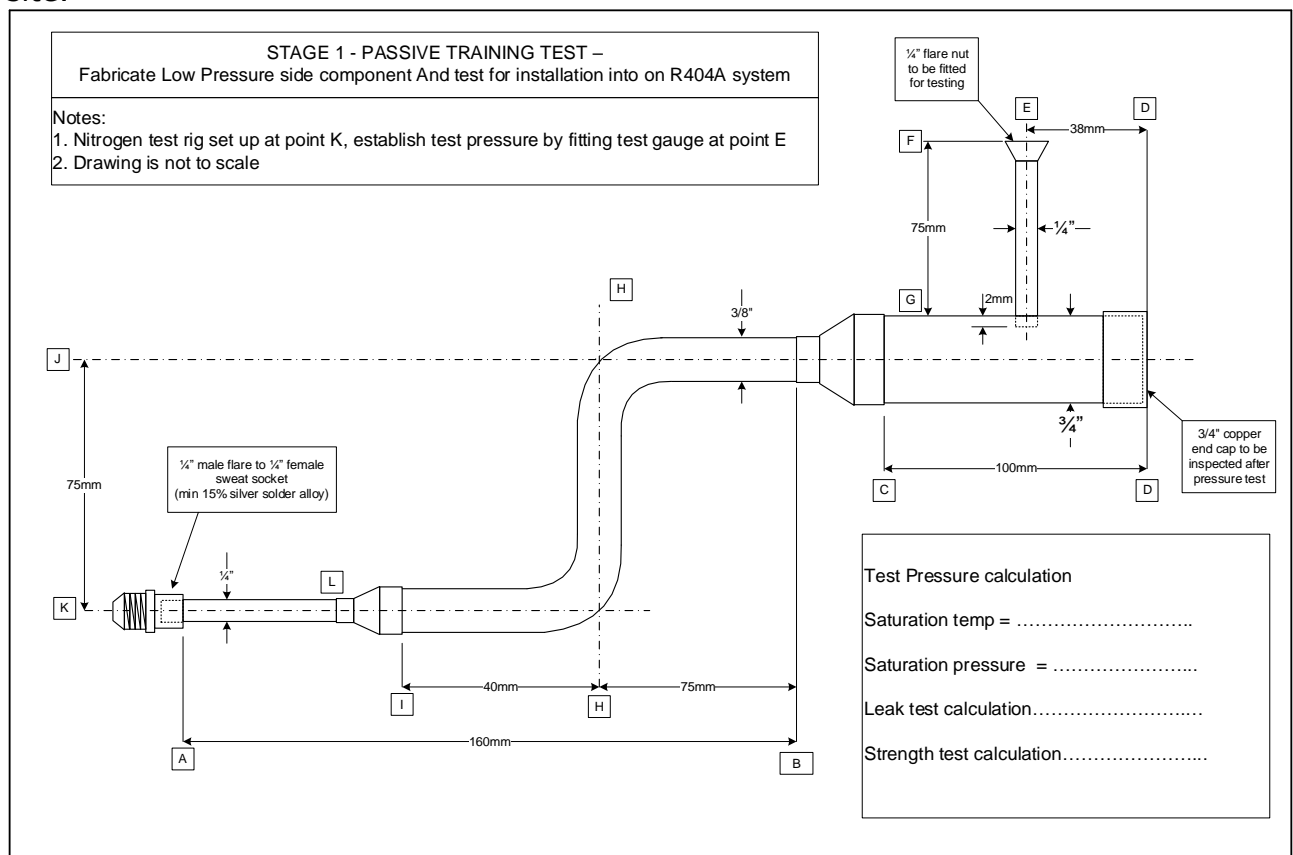 STAGE 1 - PASSIVE TRAINING TEST –
Fabricate Low Pressure side component And test for installation into on R404A system
Notes:
1. Nitrogen test rig set up at point K, establish test pressure by fitting test gauge at point E
2. Drawing is not to scale
¼” flare nut
to be fitted
for testing
E
D
38mm
F
75mm
¼”
H
G
2mm
3/8"
J
¾”
¼” male flare to ¼” female
sweat socket
(min 15% silver solder alloy)
75mm
3/4” copper
end cap to be
inspected after
pressure test
100mm
C
D
¼”
L
K
40mm
75mm
I
H
160mm
A
B
Test Pressure calculation
Saturation temp = ………………………..
Saturation pressure = …………………...
Leak test calculation……………………..…
Strength test calculation…………………...